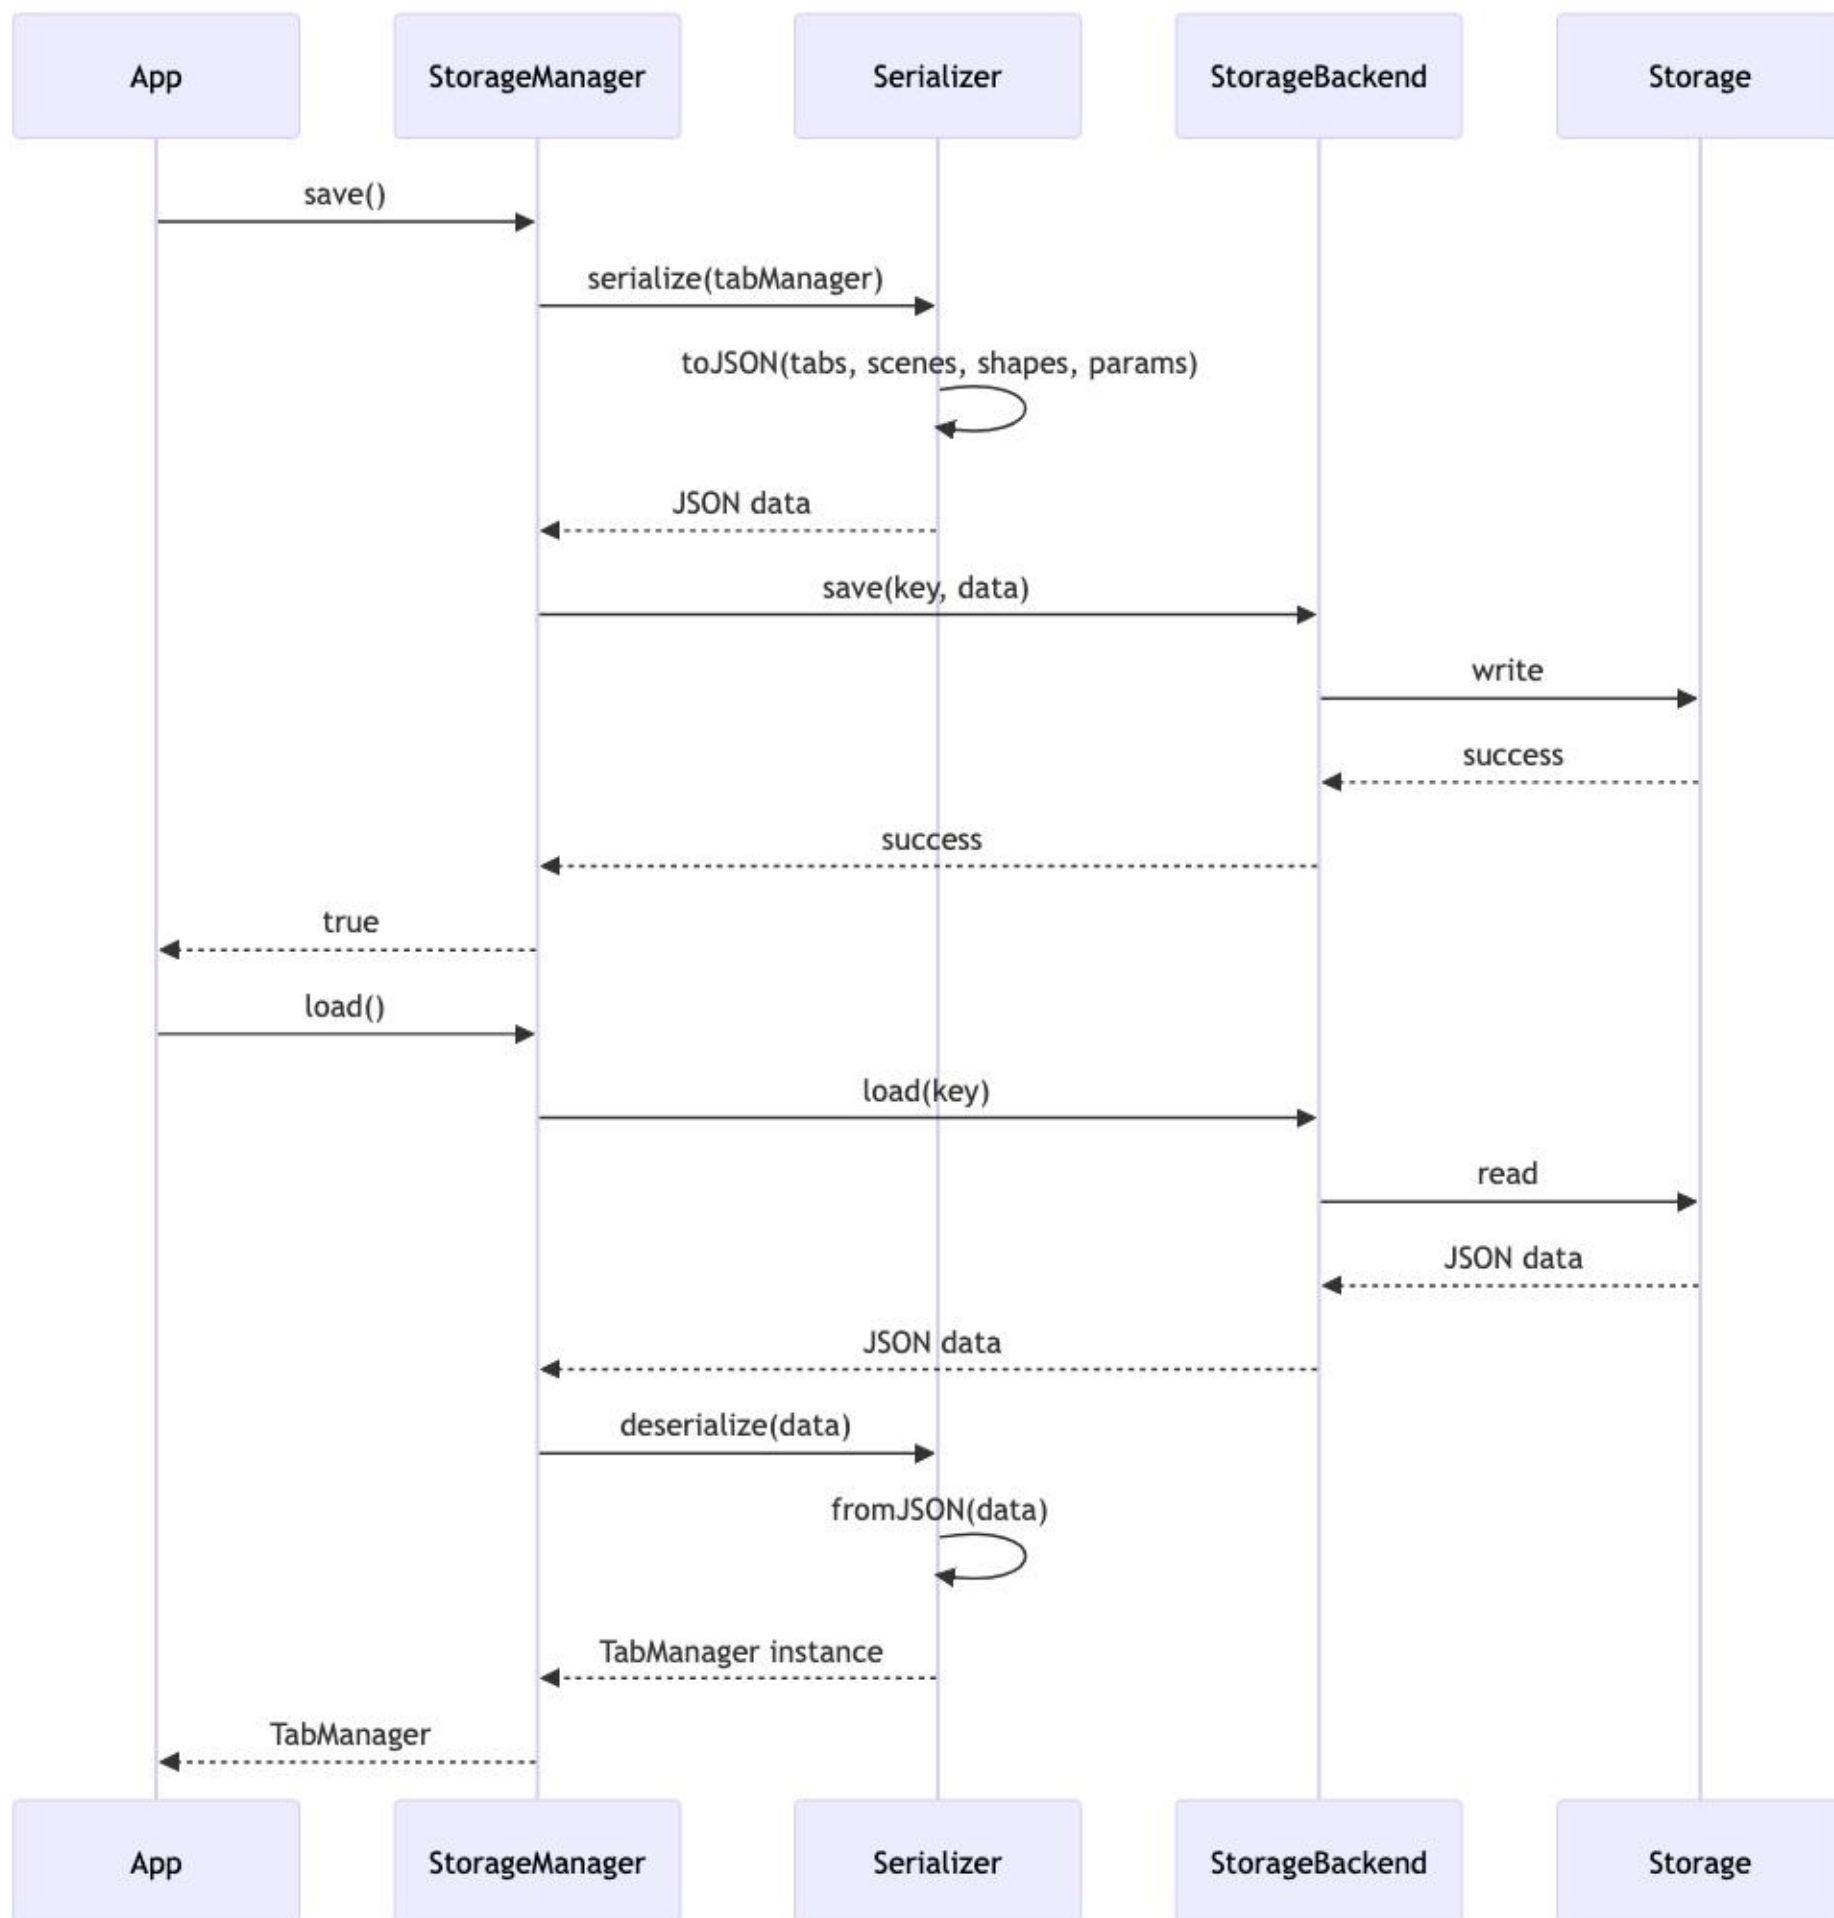 App
StorageManager
Serializer
StorageBackend
Storage
save()
serialize(tabManager)
toJSON(tabs, scenes, shapes, params)
JSON data
save(key, data)
write
success
success
true
load()
load(key)
read
JSON data
JSON data
deserialize(data)
fromJSON(data)
TabManager instance
TabManager
App
StorageManager
Serializer
StorageBackend
Storage